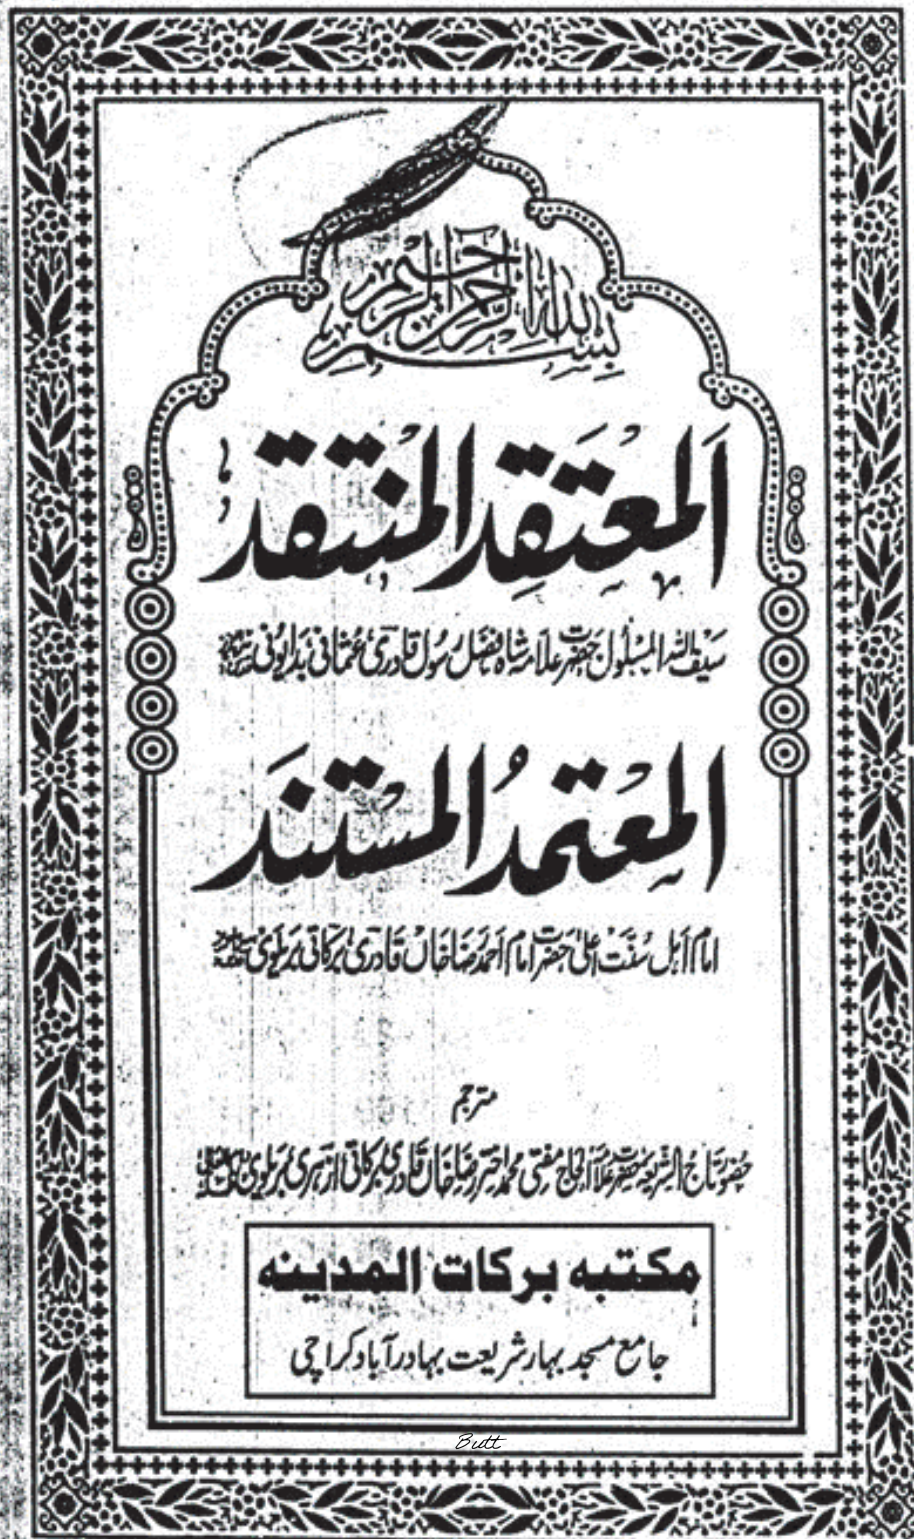 بسم الله الرحمن الرحيم
المعتقد المنتقد
سیف اللہ المسلول حضرت علامہ شاہ فضل رسول قادری عثمانی بدایونی
المعتمد المستند
امام اہل سنت اعلیٰ حضرت امام احمد رضا خاں قادری برکاتی بریلوی
مترجم
حضور تاج الشریعہ حضرت علامہ الحاج مفتی محمد اختر رضا خاں قادری برکاتی ازہری بریلوی
مکتبہ برکات المدینہ
جامع مسجد بہار شریعت بہادر آباد کراچی
Butt